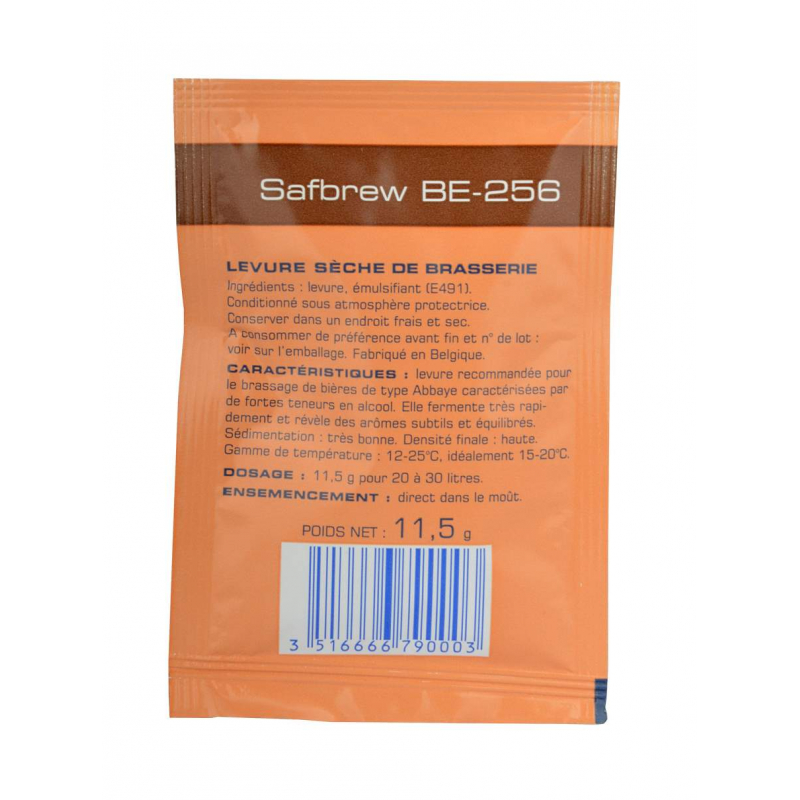 Safbrew BE-256
LEVURE SÈCHE DE BRASSERIE
Ingrédients : levure, émulsifiant (E491).
Conditionné sous atmosphère protectrice.
Conserver dans un endroit frais et sec.
A consommer de préférence avant fin et n° de lot :
voir sur l'emballage. Fabriqué en Belgique.
CARACTÉRISTIQUES : levure recommandée pour
le brassage de bières de type Abbaye caractérisées par
de fortes teneurs en alcool. Elle fermente très rapi-
dement et révèle des arômes subtils et équilibrés.
Sédimentation : très bonne. Densité finale : haute.
Gamme de température : 12-25°C, idéalement 15-20°C.
DOSAGE : 11,5 g pour 20 à 30 litres.
ENSEMENCEMENT : direct dans le moût.
POIDS NET : 11,5 g
3 516666 790003